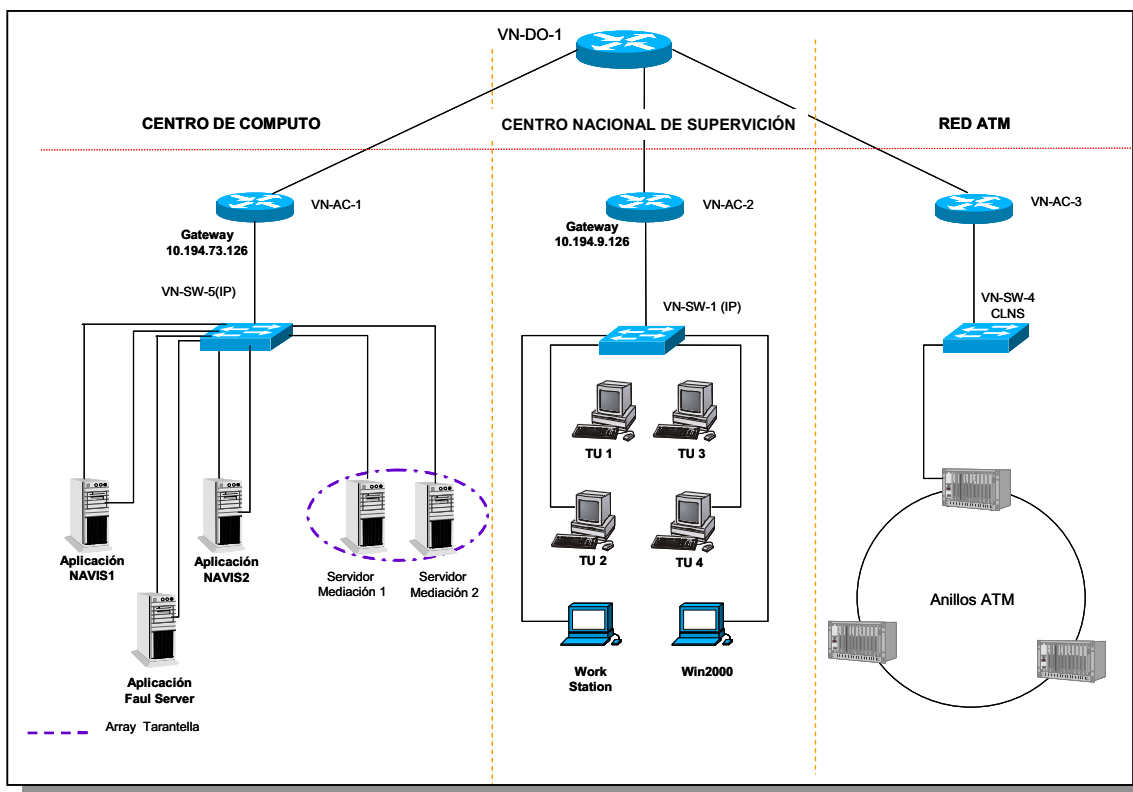 VN-DO-1
CENTRO DE COMPUTO
CENTRO NACIONAL DE SUPERVICIÓN
RED ATM
VN-AC-1
VN-AC-2
VN-AC-3
Gateway
10.194.73.126
Gateway
10.194.9.126
VN-SW-5(IP)
VN-SW-1 (IP)
VN-SW-4
CLNS
TU 1
TU 3
TU 2
TU 4
Aplicación
NAVIS1
Aplicación
NAVIS2
Servidor
Mediación 1
Servidor
Mediación 2
Anillos ATM
Work
Station
Win2000
Aplicación
Faul Server
Array Tarantella